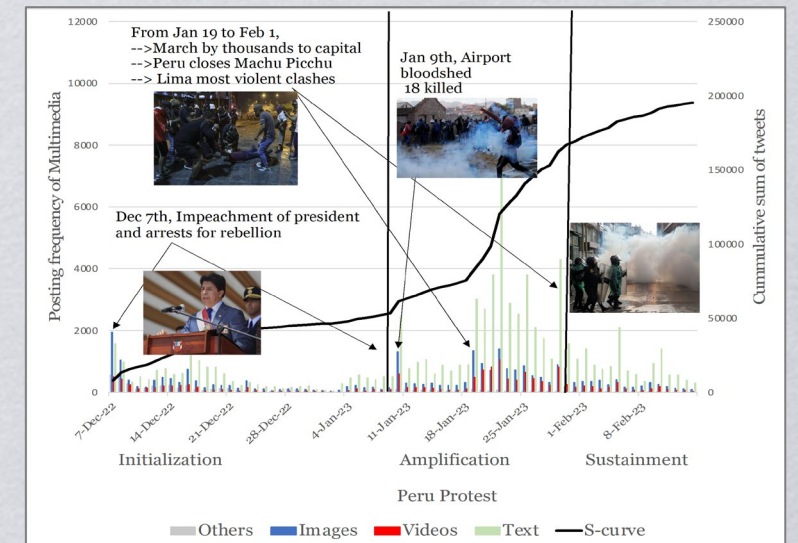 From Jan 19 to Feb 1,
-->March by thousands to capital
-->Peru closes Machu Picchu
--> Lima most violent clashes
Jan 9th, Airport
bloodshed
18 killed
Dec 7th, Impeachment of president
and arrests for rebellion
Posting frequency of Multimedia
12000
10000
8000
6000
4000
2000
0
250000
200000
150000
100000
50000
0
Cummulative sum of tweets
7-Dec-22
14-Dec-22
21-Dec-22
28-Dec-22
4-Jan-23
11-Jan-23
18-Jan-23
25-Jan-23
1-Feb-23
8-Feb-23
Initialization
Amplification
Sustainment
Peru Protest
Others
Images
Videos
Text
S-curve